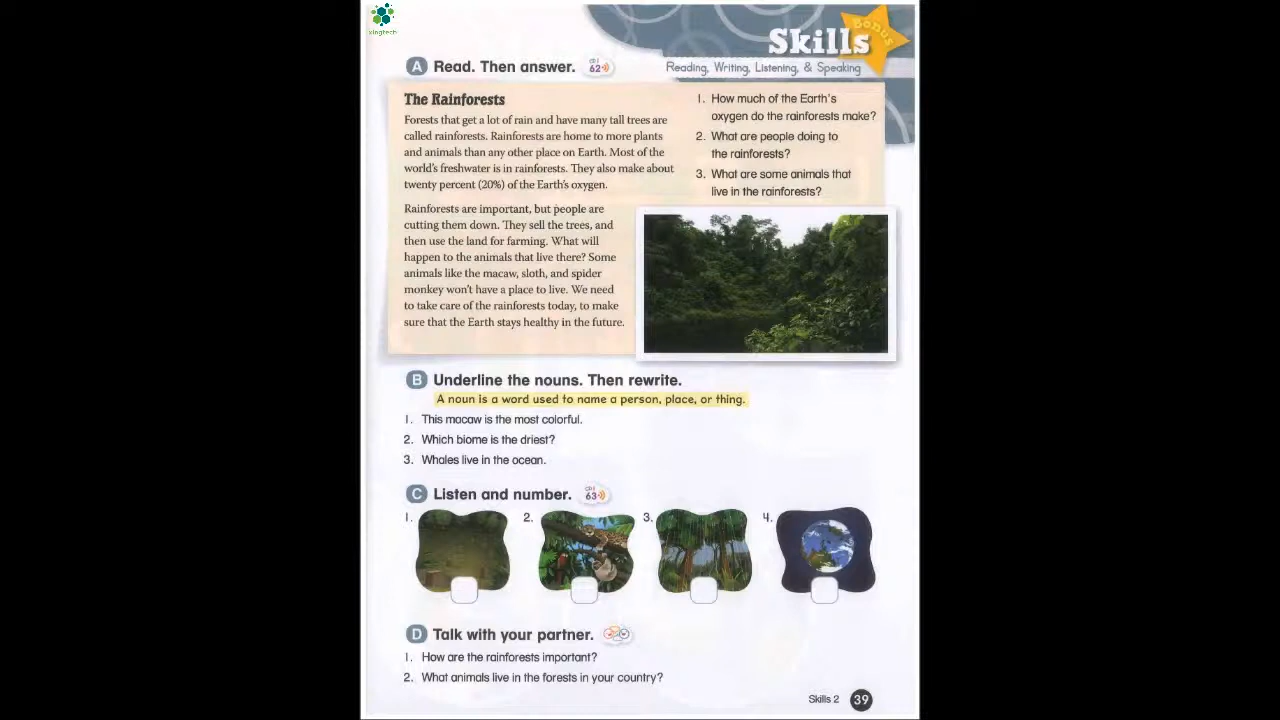 xingtech
Bonus
Skills
Reading, Writing, Listening, & Speaking
A Read. Then answer. CD1 62
The Rainforests
Forests that get a lot of rain and have many tall trees are
called rainforests. Rainforests are home to more plants
and animals than any other place on Earth. Most of the
world's freshwater is in rainforests. They also make about
twenty percent (20%) of the Earth's oxygen.
Rainforests are important, but people are
cutting them down. They sell the trees, and
then use the land for farming. What will
happen to the animals that live there? Some
animals like the macaw, sloth, and spider
monkey won't have a place to live. We need
to take care of the rainforests today, to make
sure that the Earth stays healthy in the future.
1. How much of the Earth's
oxygen do the rainforests make?
2. What are people doing to
the rainforests?
3. What are some animals that
live in the rainforests?
B Underline the nouns. Then rewrite.
A noun is a word used to name a person, place, or thing.
1. This macaw is the most colorful.
2. Which biome is the driest?
3. Whales live in the ocean.
C Listen and number. CD1 63
1. 2. 3. 4.
D Talk with your partner.
1. How are the rainforests important?
2. What animals live in the forests in your country?
Skills 2 39